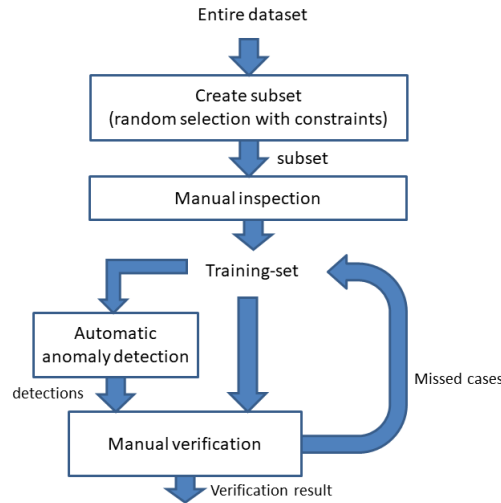 Entire dataset
Create subset
(random selection with constraints)
subset
Manual inspection
Training-set
Automatic
anomaly detection
detections
Missed cases
Manual verification
Verification result